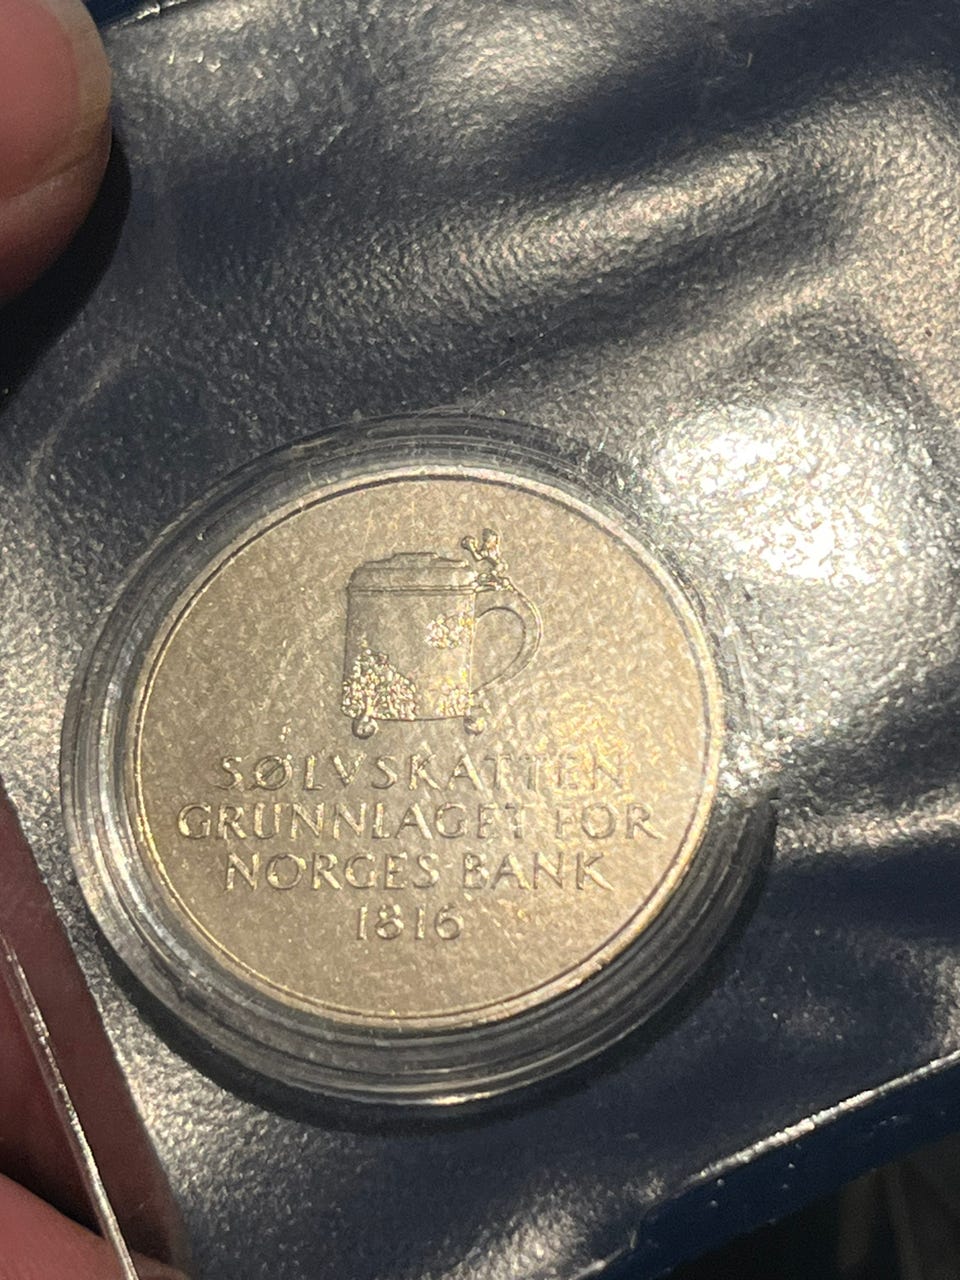 SØLVSKATTEN
GRUNNLAGET FOR
NORGES BANK
1816